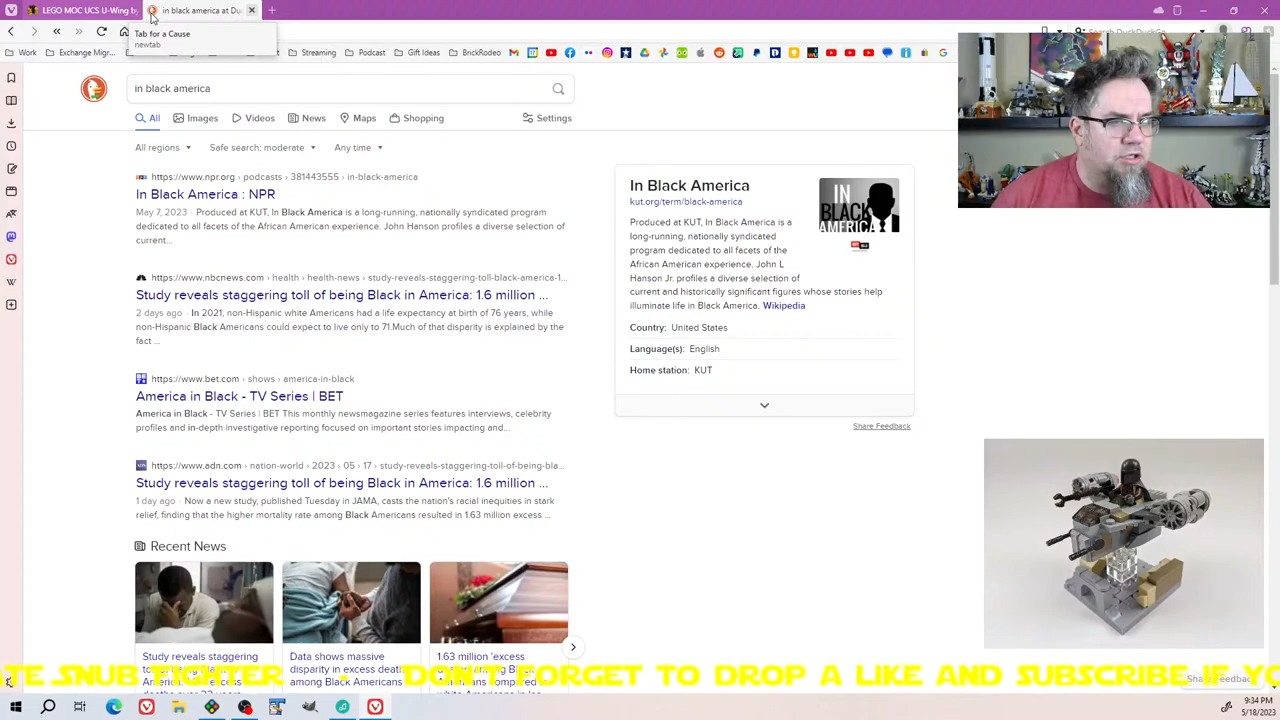 LEGO MOC UCS U-Wing b
in black america at Du
Tab for a Cause
newtab
Search DuckDuckGo
Work
Exchange Migr...
Streaming
Podcast
Gift Ideas
BrickRodeo
in black america
All
Images
Videos
News
Maps
Shopping
Settings
All regions
Safe search: moderate
Any time
https://www.npr.org › podcasts › 381443555 › in-black-america
In Black America : NPR
May 7, 2023 · Produced at KUT, In Black America is a long-running, nationally syndicated program
dedicated to all facets of the African American experience. John Hanson profiles a diverse selection of
current...
https://www.nbcnews.com › health › health-news › study-reveals-staggering-toll-black-america-1...
Study reveals staggering toll of being Black in America: 1.6 million ...
2 days ago · In 2021, non-Hispanic white Americans had a life expectancy at birth of 76 years, while
non-Hispanic Black Americans could expect to live only to 71.Much of that disparity is explained by the
fact ...
https://www.bet.com › shows › america-in-black
America in Black - TV Series | BET
America in Black - TV Series | BET This monthly newsmagazine series features interviews, celebrity
profiles and in-depth investigative reporting focused on important stories impacting and...
https://www.adn.com › nation-world › 2023 › 05 › 17 › study-reveals-staggering-toll-of-being-bla...
Study reveals staggering toll of being Black in America: 1.6 million ...
1 day ago · Now a new study, published Tuesday in JAMA, casts the nation's racial inequities in stark
relief, finding that the higher mortality rate among Black Americans resulted in 1.63 million excess ...
Recent News
Study reveals
staggering toll of being
Black in America: 1.6
Data shows massive
disparity in excess death
Black Americans
1.63 million 'excess
In Black America
kut.org/term/black-america
IN
BLACK
AMERICA
Produced at KUT, In Black America is a
long-running, nationally syndicated
program dedicated to all facets of the
African American experience. John L
Hanson Jr. profiles a diverse selection of
current and historically significant figures whose stories help
illuminate life in Black America. Wikipedia
Country: United States
Language(s): English
Home station: KUT
Share Feedback
Share Feedback
TE SNUB FIGHTER - DON'T FORGET TO DROP A LIKE AND SUBSCRIBE IF YO
9:34 PM
5/18/2023